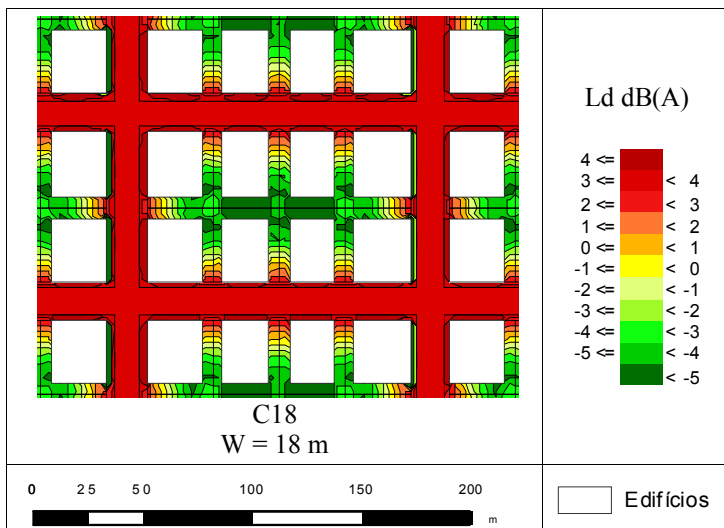 C18
W = 18 m
Ld dB(A)
4 <=
3 <= < 4
2 <= < 3
1 <= < 2
0 <= < 1
-1 <= < 0
-2 <= < -1
-3 <= < -2
-4 <= < -3
-5 <= < -4
< -5
0 25 50 100 150 200
m
Edifícios